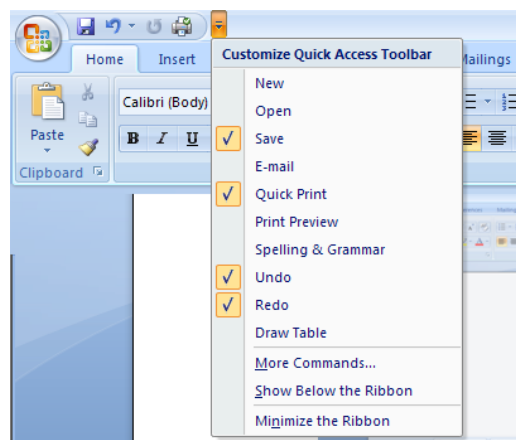 Home Insert Mailings
Customize Quick Access Toolbar
New
Open
Save
E-mail
Quick Print
Print Preview
Spelling & Grammar
Undo
Redo
Draw Table
More Commands...
Show Below the Ribbon
Minimize the Ribbon
Calibri (Body)
Paste
B I U
Clipboard